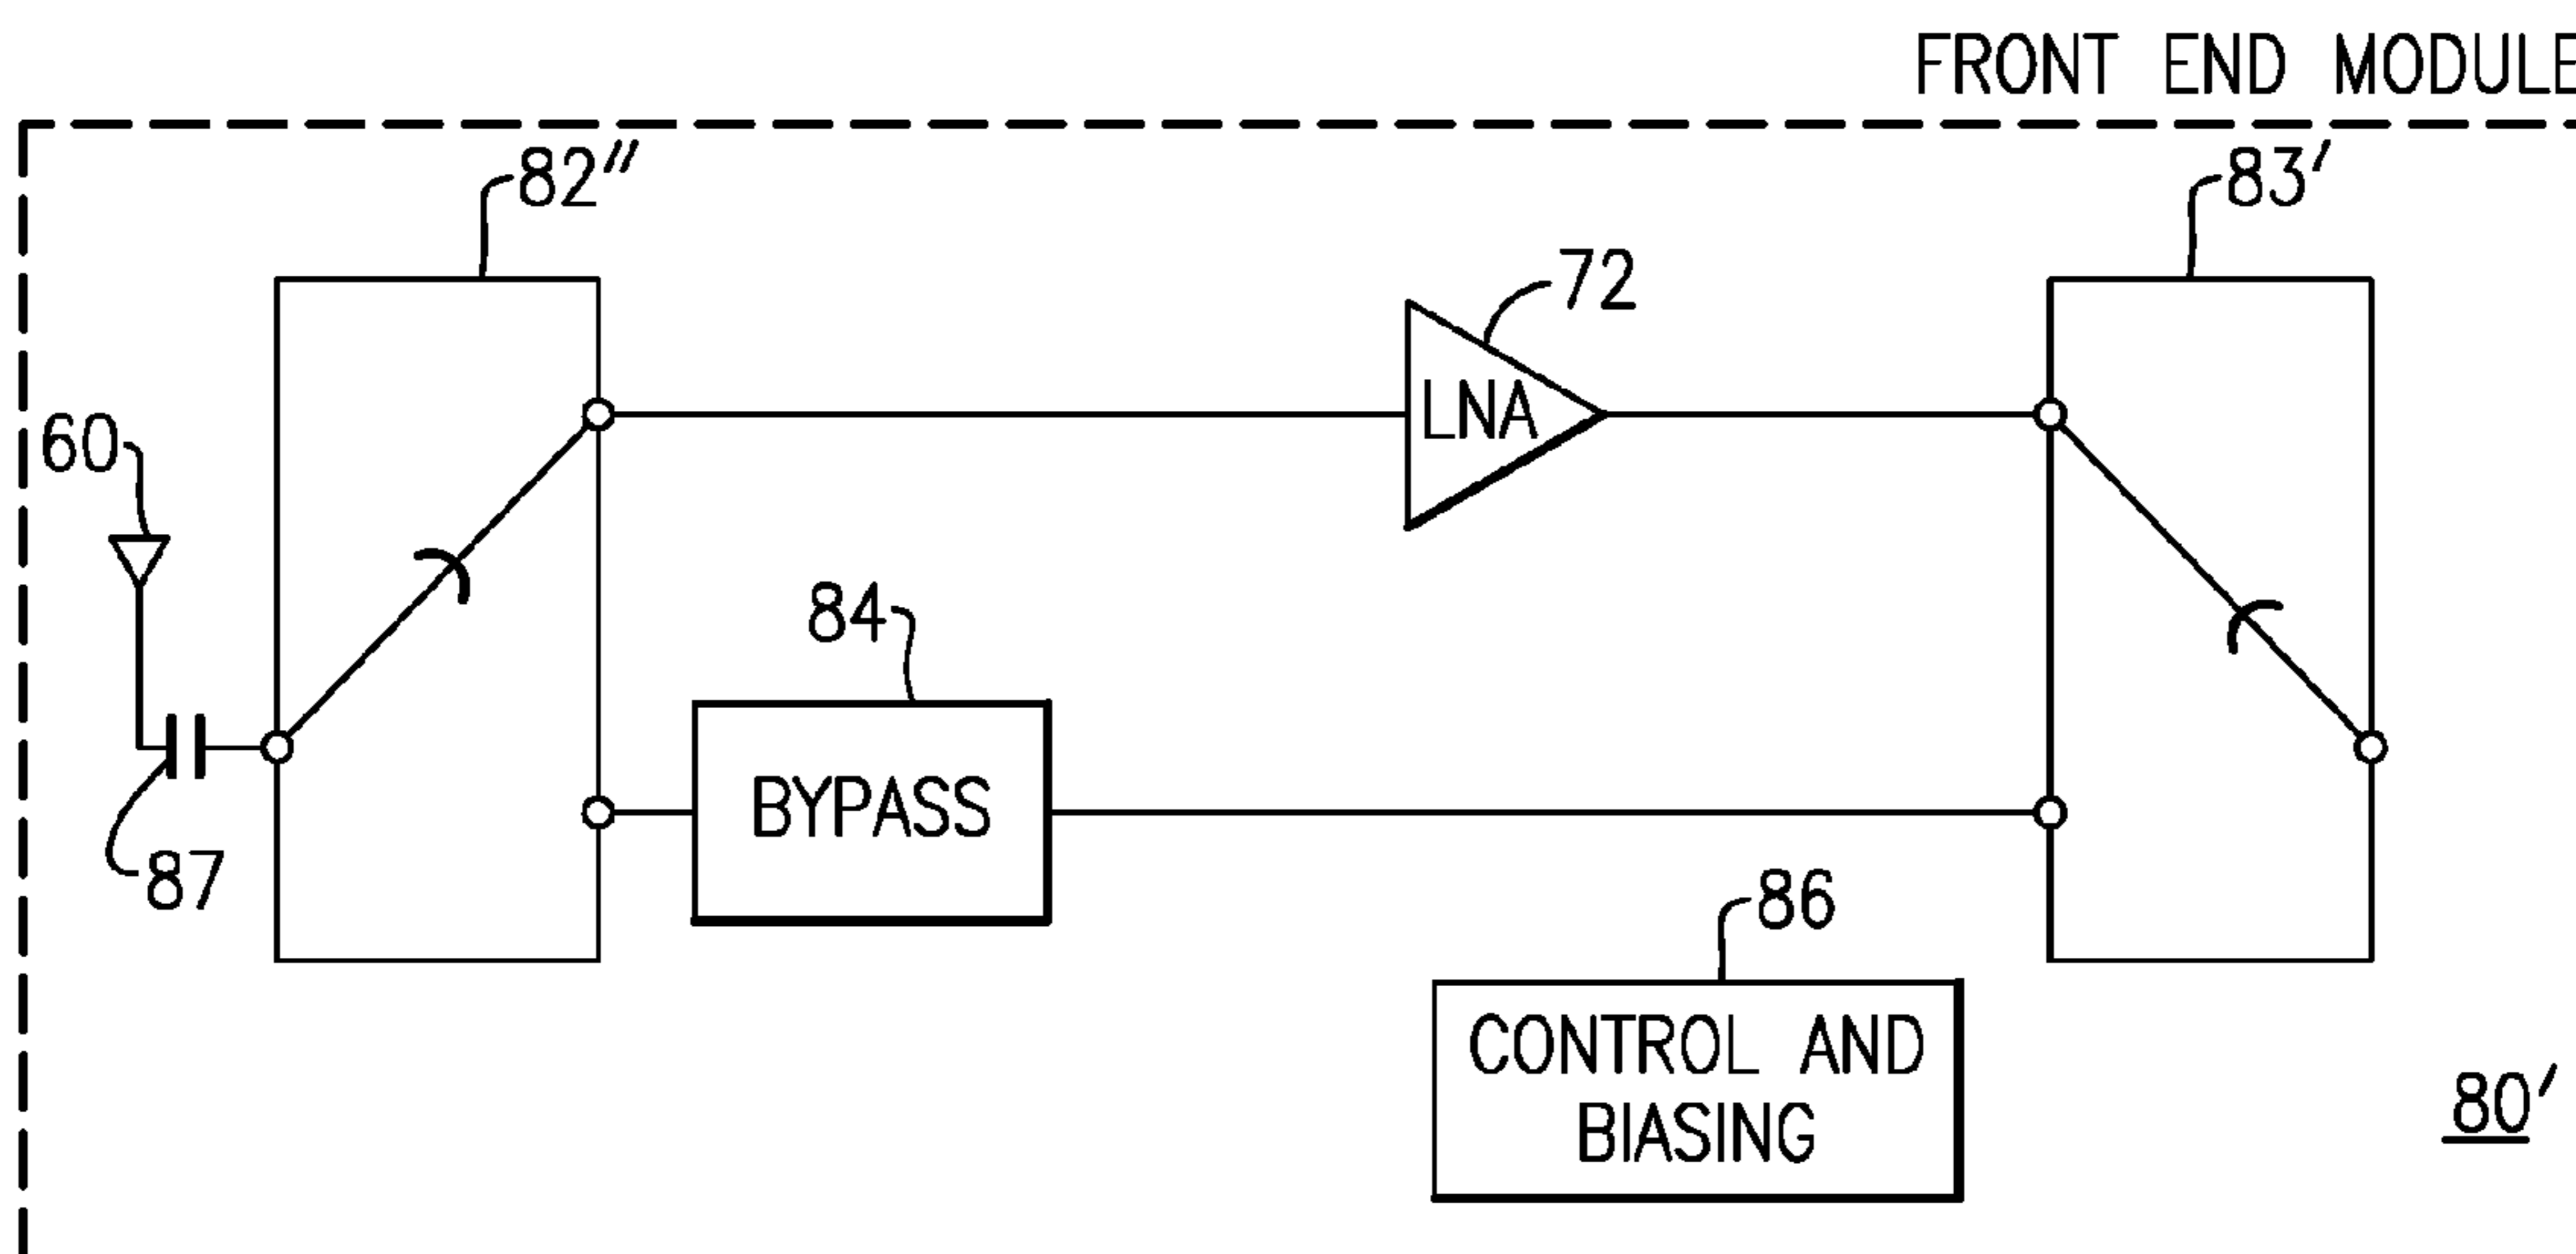 FRONT END MODULE
82″
83′
72
LNA
60
84
BYPASS
87
86
CONTROL AND
BIASING
80′